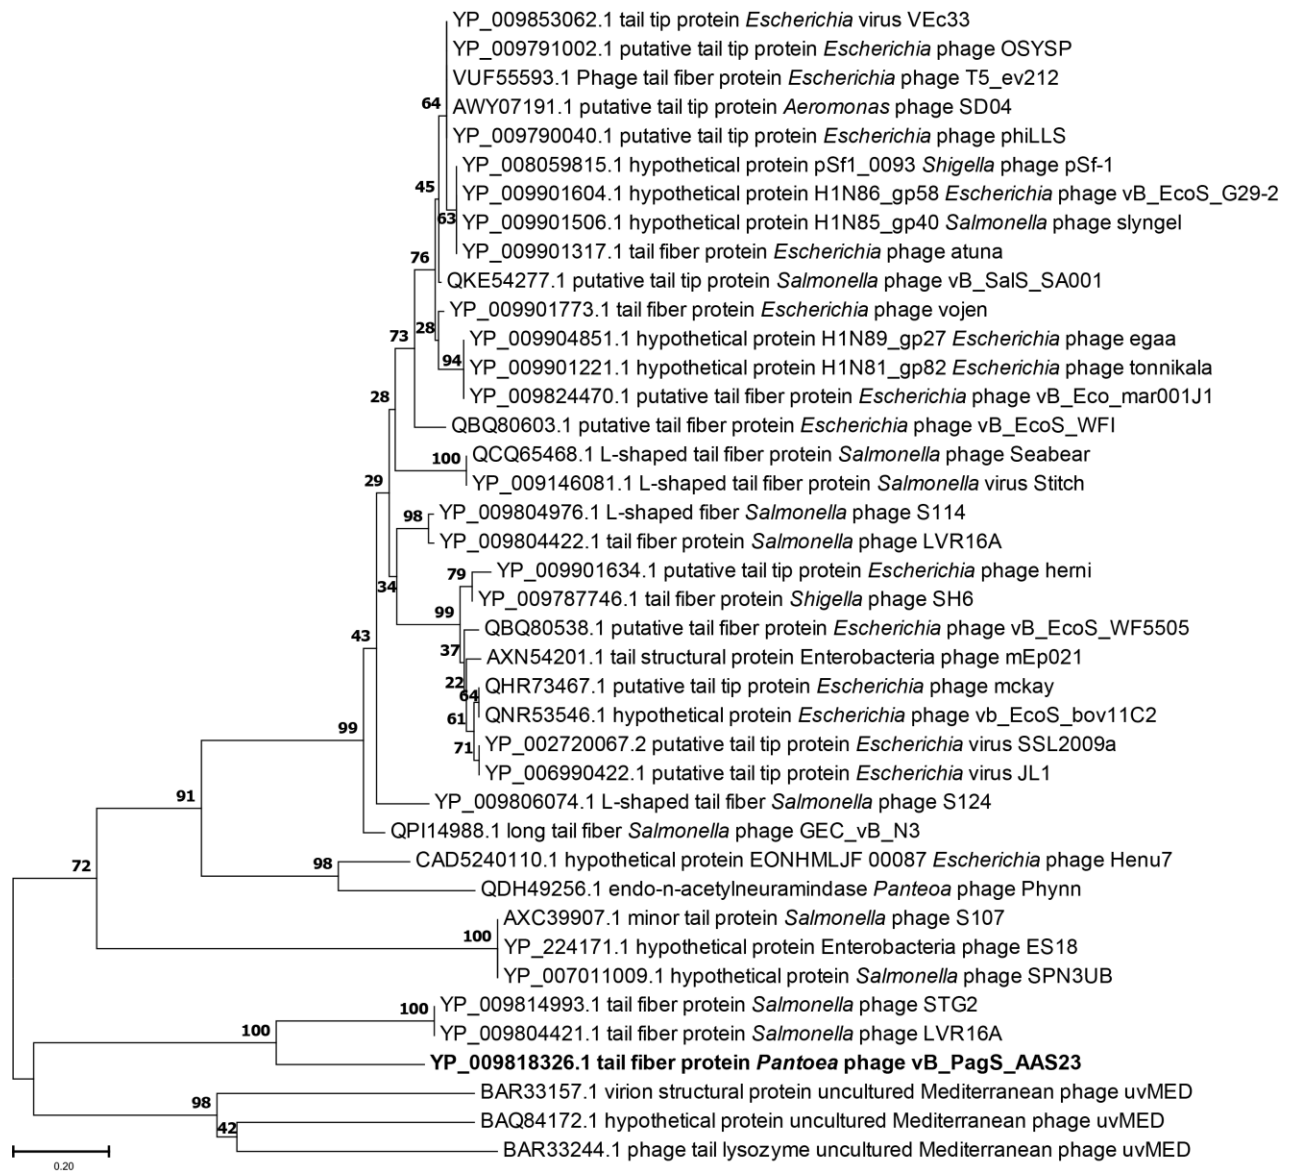 YP_009853062.1 tail tip protein Escherichia virus VEc33
YP_009791002.1 putative tail tip protein Escherichia phage OSYSP
VUF55593.1 Phage tail fiber protein Escherichia phage T5_ev212
64
AWY07191.1 putative tail tip protein Aeromonas phage SD04
YP_009790040.1 putative tail tip protein Escherichia phage phiLLS
YP_008059815.1 hypothetical protein pSf1_0093 Shigella phage pSf-1
45
YP_009901604.1 hypothetical protein H1N86_gp58 Escherichia phage vB_EcoS_G29-2
63
YP_009901506.1 hypothetical protein H1N85_gp40 Salmonella phage slyngel
YP_009901317.1 tail fiber protein Escherichia phage atuna
76
QKE54277.1 putative tail tip protein Salmonella phage vB_SalS_SA001
YP_009901773.1 tail fiber protein Escherichia phage vojen
28
73
YP_009904851.1 hypothetical protein H1N89_gp27 Escherichia phage egaa
94
YP_009901221.1 hypothetical protein H1N81_gp82 Escherichia phage tonnikala
YP_009824470.1 putative tail fiber protein Escherichia phage vB_Eco_mar001J1
28
QBQ80603.1 putative tail fiber protein Escherichia phage vB_EcoS_WFI
100
QCQ65468.1 L-shaped tail fiber protein Salmonella phage Seabear
29
YP_009146081.1 L-shaped tail fiber protein Salmonella virus Stitch
98
YP_009804976.1 L-shaped fiber Salmonella phage S114
YP_009804422.1 tail fiber protein Salmonella phage LVR16A
79
YP_009901634.1 putative tail tip protein Escherichia phage herni
34
YP_009787746.1 tail fiber protein Shigella phage SH6
99
QBQ80538.1 putative tail fiber protein Escherichia phage vB_EcoS_WF5505
43
37
AXN54201.1 tail structural protein Enterobacteria phage mEp021
22
QHR73467.1 putative tail tip protein Escherichia phage mckay
64
61
QNR53546.1 hypothetical protein Escherichia phage vb_EcoS_bov11C2
99
71
YP_002720067.2 putative tail tip protein Escherichia virus SSL2009a
YP_006990422.1 putative tail tip protein Escherichia virus JL1
91
YP_009806074.1 L-shaped tail fiber Salmonella phage S124
QPI14988.1 long tail fiber Salmonella phage GEC_vB_N3
72
98
CAD5240110.1 hypothetical protein EONHMLJF 00087 Escherichia phage Henu7
QDH49256.1 endo-n-acetylneuramindase Panteoa phage Phynn
AXC39907.1 minor tail protein Salmonella phage S107
100
YP_224171.1 hypothetical protein Enterobacteria phage ES18
YP_007011009.1 hypothetical protein Salmonella phage SPN3UB
100
YP_009814993.1 tail fiber protein Salmonella phage STG2
100
YP_009804421.1 tail fiber protein Salmonella phage LVR16A
YP_009818326.1 tail fiber protein Pantoea phage vB_PagS_AAS23
BAR33157.1 virion structural protein uncultured Mediterranean phage uvMED
98
BAQ84172.1 hypothetical protein uncultured Mediterranean phage uvMED
42
BAR33244.1 phage tail lysozyme uncultured Mediterranean phage uvMED
0.20